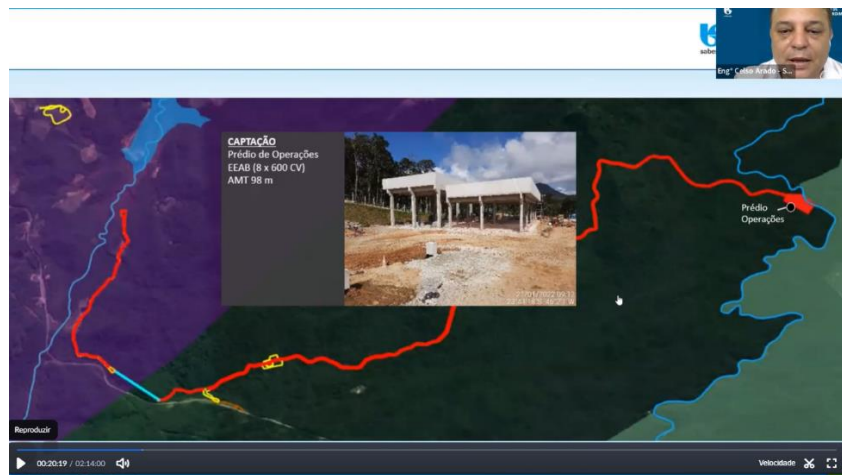 sabes
Engº Celso Arado - S...
CAPTAÇÃO
Prédio de Operações
EEAB (8 x 600 CV)
AMT 98 m
Prédio
Operações
Reproduzir
00:20:19 / 02:14:00
Velocidade